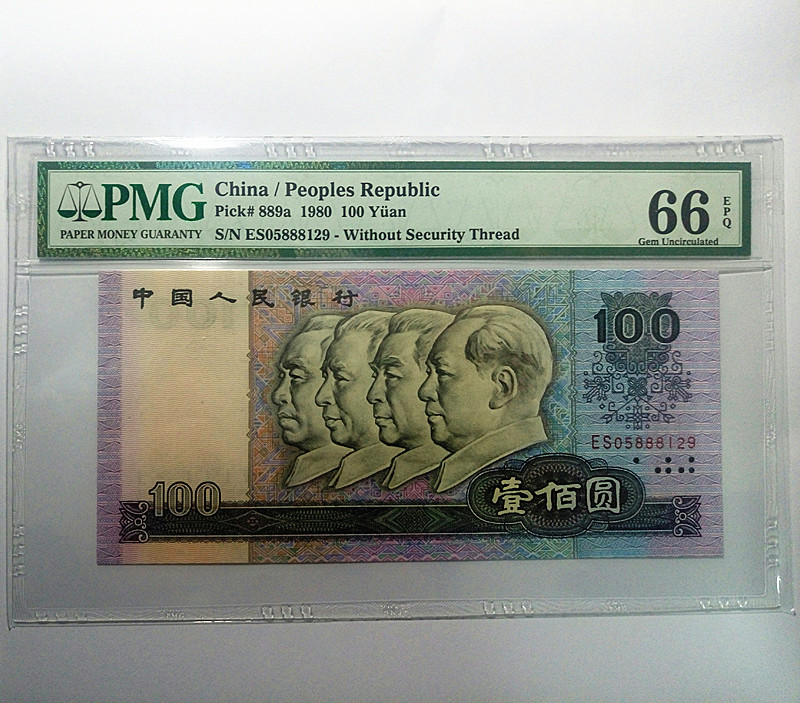 PMG
PAPER MONEY GUARANTY
China / Peoples Republic
Pick# 889a 1980 100 Yüan
S/N ES05888129 - Without Security Thread
66
EPQ
Gem Uncirculated
中国人民银行
100
ES05888129
100
壹佰圆